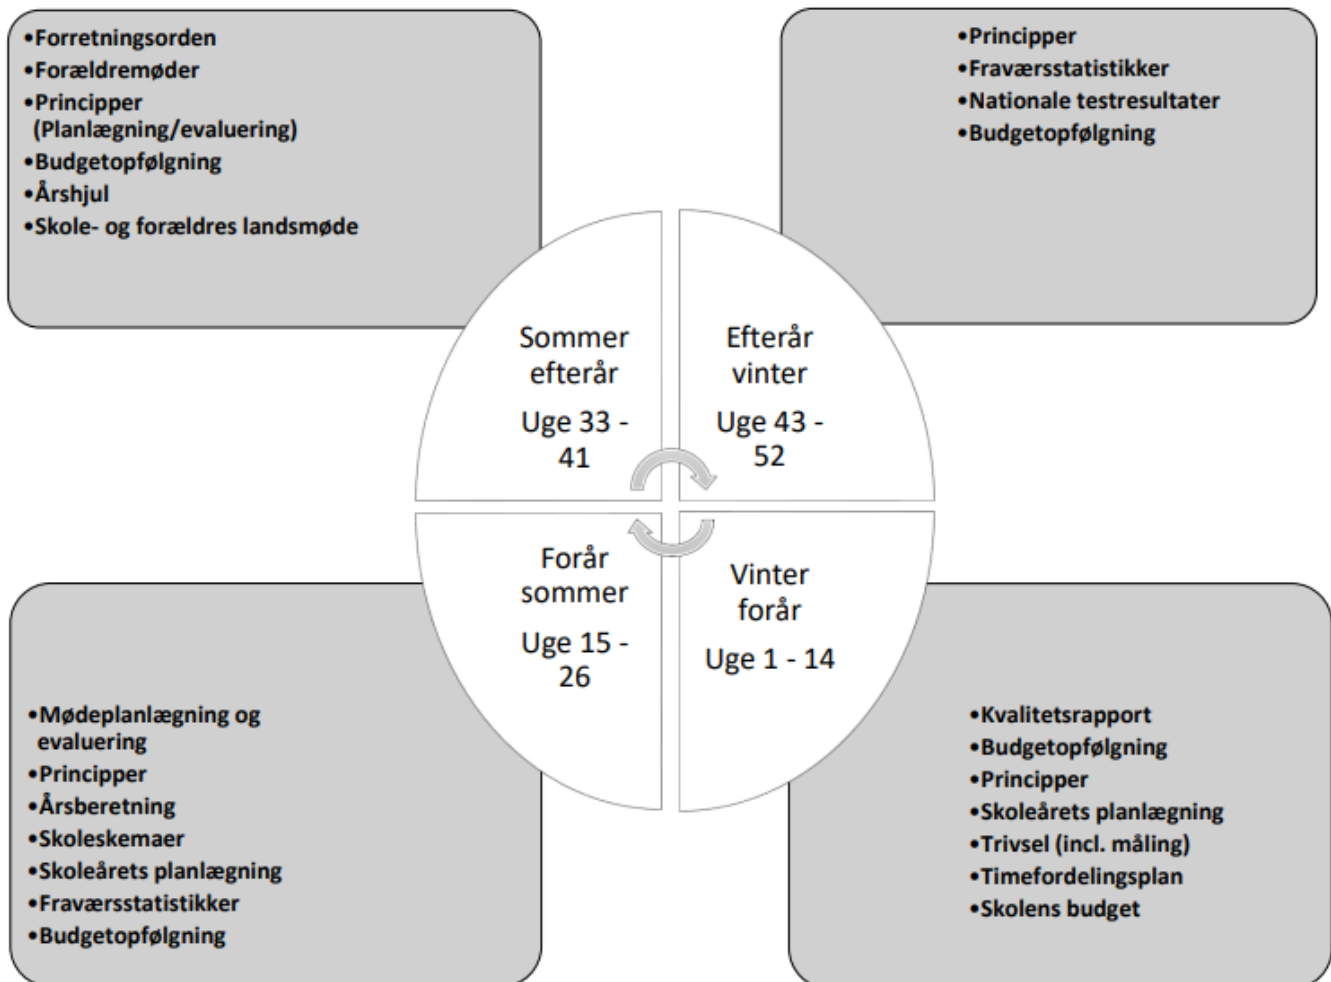 •Forretningsorden
•Forældremøder
•Principper
(Planlægning/evaluering)
•Budgetopfølgning
•Årshjul
•Skole- og forældres landsmøde
•Principper
•Fraværsstatistikker
•Nationale testresultater
•Budgetopfølgning
Sommer
efterår
Uge 33 -
41
Efterår
vinter
Uge 43 -
52
Forår
sommer
Uge 15 -
26
Vinter
forår
Uge 1 - 14
•Mødeplanlægning og
evaluering
•Principper
•Årsberetning
•Skoleskemaer
•Skoleårets planlægning
•Fraværsstatistikker
•Budgetopfølgning
•Kvalitetsrapport
•Budgetopfølgning
•Principper
•Skoleårets planlægning
•Trivsel (incl. måling)
•Timefordelingsplan
•Skolens budget